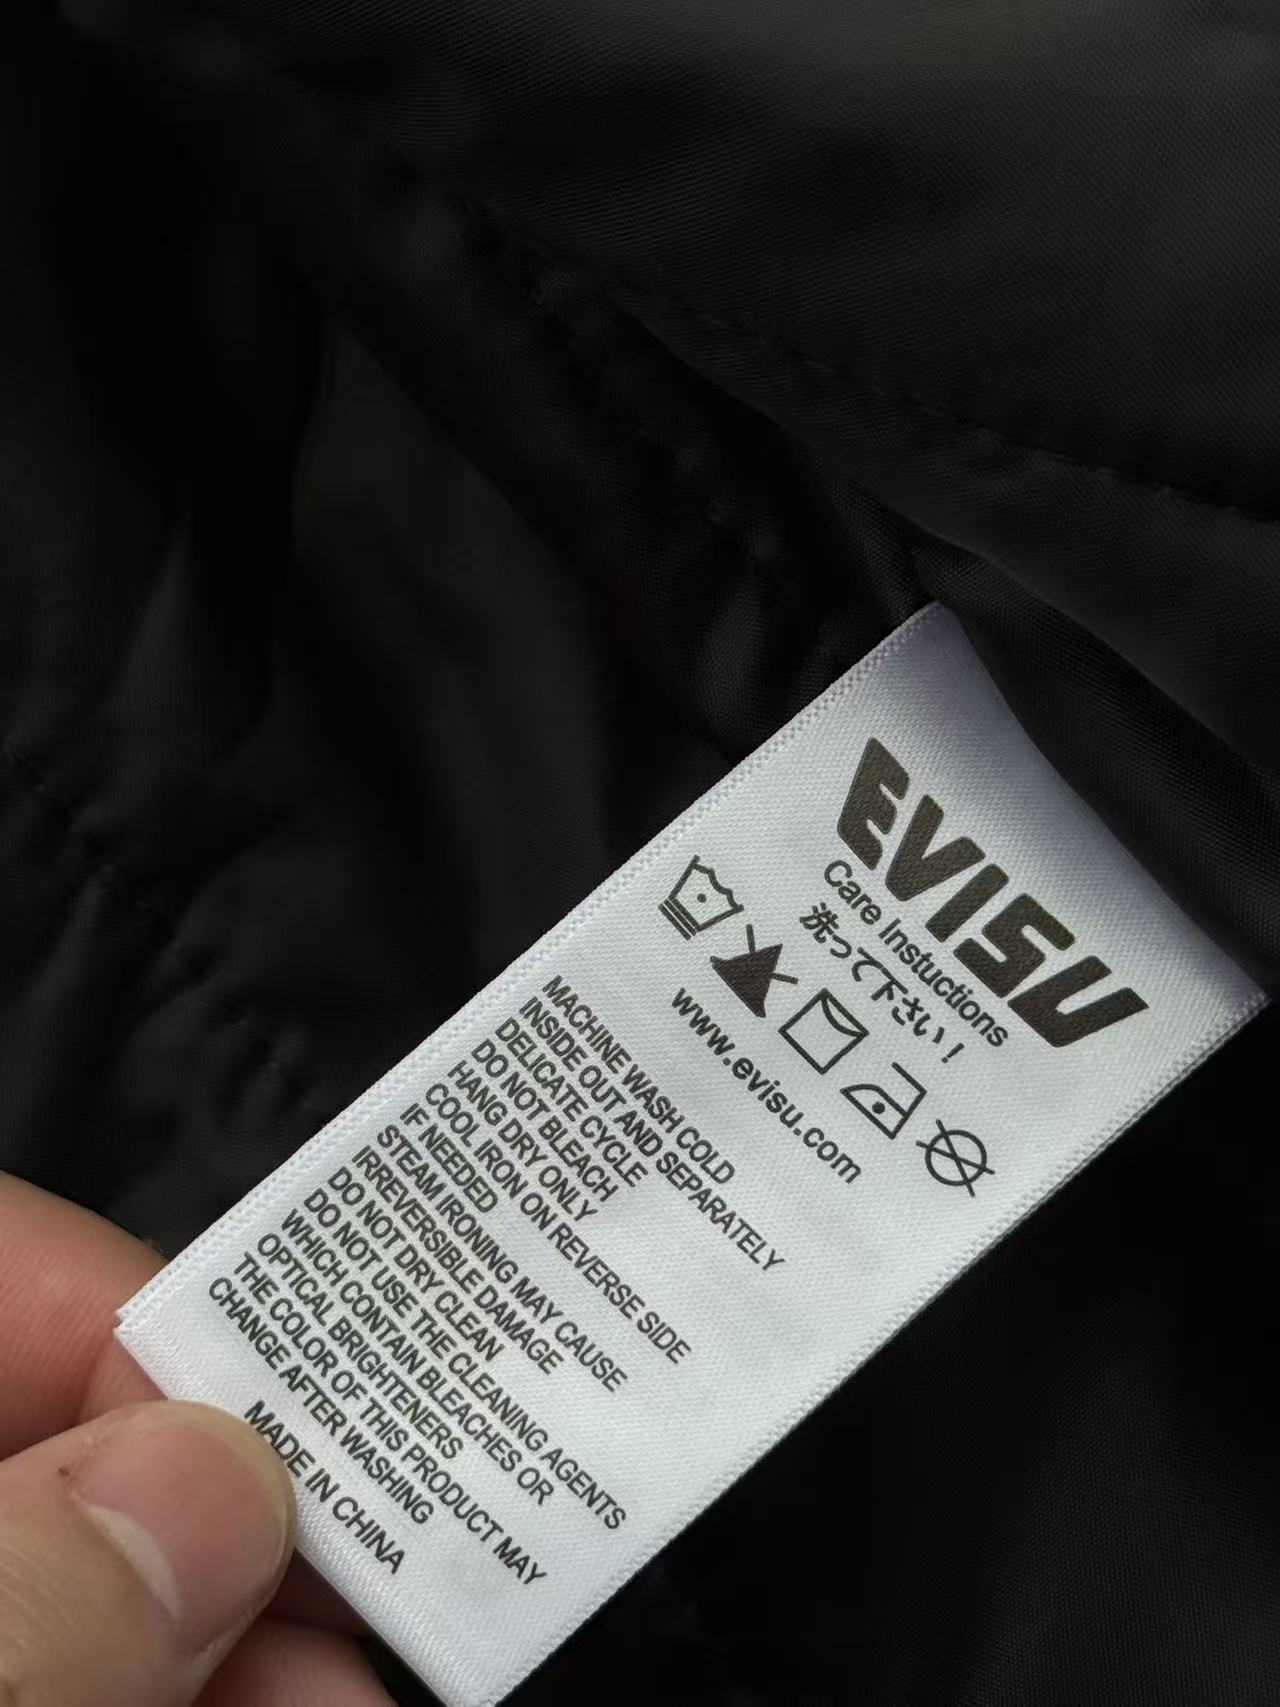 EVISU
Care Instuctions
洗って下さい！
www.evisu.com
MACHINE WASH COLD
INSIDE OUT AND SEPARATELY
DELICATE CYCLE
DO NOT BLEACH
HANG DRY ONLY
COOL IRON ON REVERSE SIDE
IF NEEDED
STEAM IRONING MAY CAUSE
IRREVERSIBLE DAMAGE
DO NOT DRY CLEAN
DO NOT USE THE CLEANING AGENTS
WHICH CONTAIN BLEACHES OR
OPTICAL BRIGHTENERS
THE COLOR OF THIS PRODUCT MAY
CHANGE AFTER WASHING
MADE IN CHINA